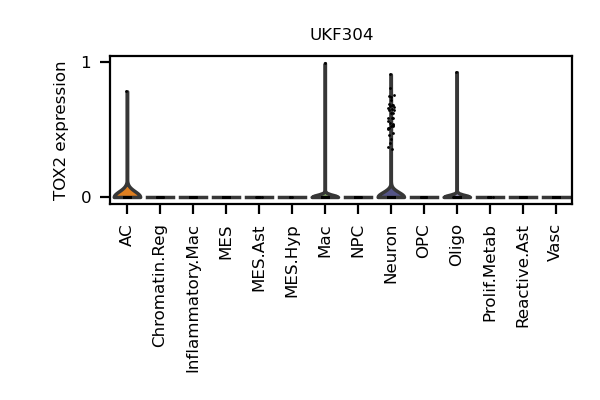 UKF304
TOX2 expression
1
0
AC
Chromatin.Reg
Inflammatory.Mac
MES
MES.Ast
MES.Hyp
Mac
NPC
Neuron
OPC
Oligo
Prolif.Metab
Reactive.Ast
Vasc